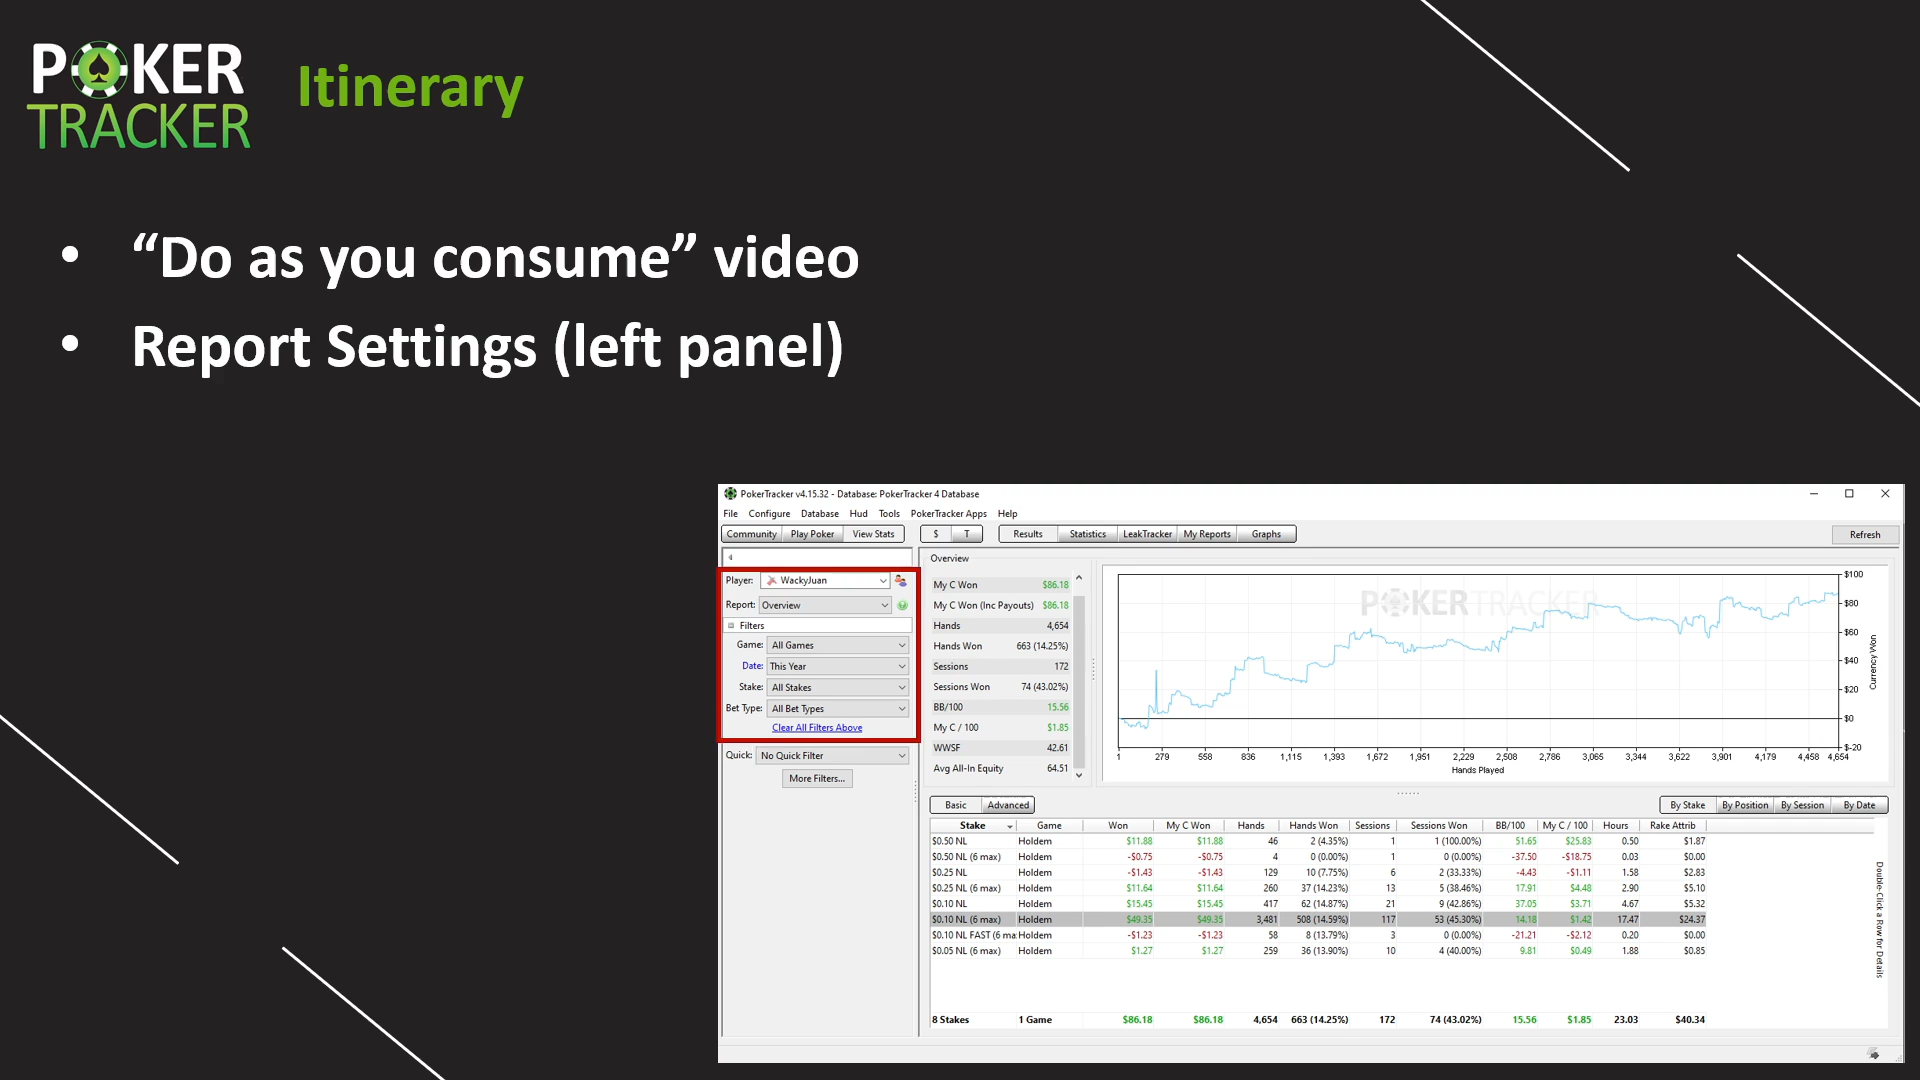 POKER
TRACKER
Itinerary
• “Do as you consume” video
• Report Settings (left panel)
PokerTracker v4.15.32 - Database: PokerTracker 4 Database
File Configure Database Hud Tools PokerTracker Apps Help
Community Play Poker View Stats $ T Results Statistics LeakTracker My Reports Graphs Refresh
Player: WackyJuan
Report: Overview
Filters
Game: All Games
Date: This Year
Stake: All Stakes
Bet Type: All Bet Types
Clear All Filters Above
Quick: No Quick Filter
More Filters...
Overview
My C Won $86.18
My C Won (Inc Payouts) $86.18
Hands 4,654
Hands Won 663 (14.25%)
Sessions 172
Sessions Won 74 (43.02%)
BB/100 15.56
My C / 100 $1.85
WWSF 42.61
Avg All-In Equity 64.51
POKERTRACKER
$100
$80
$60
$40
$20
$0
$-20
Currency Won
1 279 558 836 1,115 1,393 1,672 1,951 2,229 2,508 2,786 3,065 3,344 3,622 3,901 4,179 4,458 4,654
Hands Played
Basic Advanced By Stake By Position By Session By Date
Stake Game Won My C Won Hands Hands Won Sessions Sessions Won BB/100 My C / 100 Hours Rake Attrib
$0.50 NL Holdem $11.88 $11.88 46 2 (4.35%) 1 1 (100.00%) 51.65 $25.83 0.50 $1.87
$0.50 NL (6 max) Holdem -$0.75 -$0.75 4 0 (0.00%) 1 0 (0.00%) -37.50 -$18.75 0.03 $0.00
$0.25 NL Holdem -$1.43 -$1.43 129 10 (7.75%) 6 2 (33.33%) -4.43 -$1.11 1.58 $2.83
$0.25 NL (6 max) Holdem $11.64 $11.64 260 37 (14.23%) 13 5 (38.46%) 17.91 $4.48 2.90 $5.10
$0.10 NL Holdem $15.45 $15.45 417 62 (14.87%) 21 9 (42.86%) 37.05 $3.71 4.67 $5.32
$0.10 NL (6 max) Holdem $49.35 $49.35 3,481 508 (14.59%) 117 53 (45.30%) 14.18 $1.42 17.47 $24.37
$0.10 NL FAST (6 ma: Holdem -$1.23 -$1.23 58 8 (13.79%) 3 0 (0.00%) -21.21 -$2.12 0.20 $0.00
$0.05 NL (6 max) Holdem $1.27 $1.27 259 36 (13.90%) 10 4 (40.00%) 9.81 $0.49 1.88 $0.85
8 Stakes 1 Game $86.18 $86.18 4,654 663 (14.25%) 172 74 (43.02%) 15.56 $1.85 23.03 $40.34
Double-Click a Row for Details